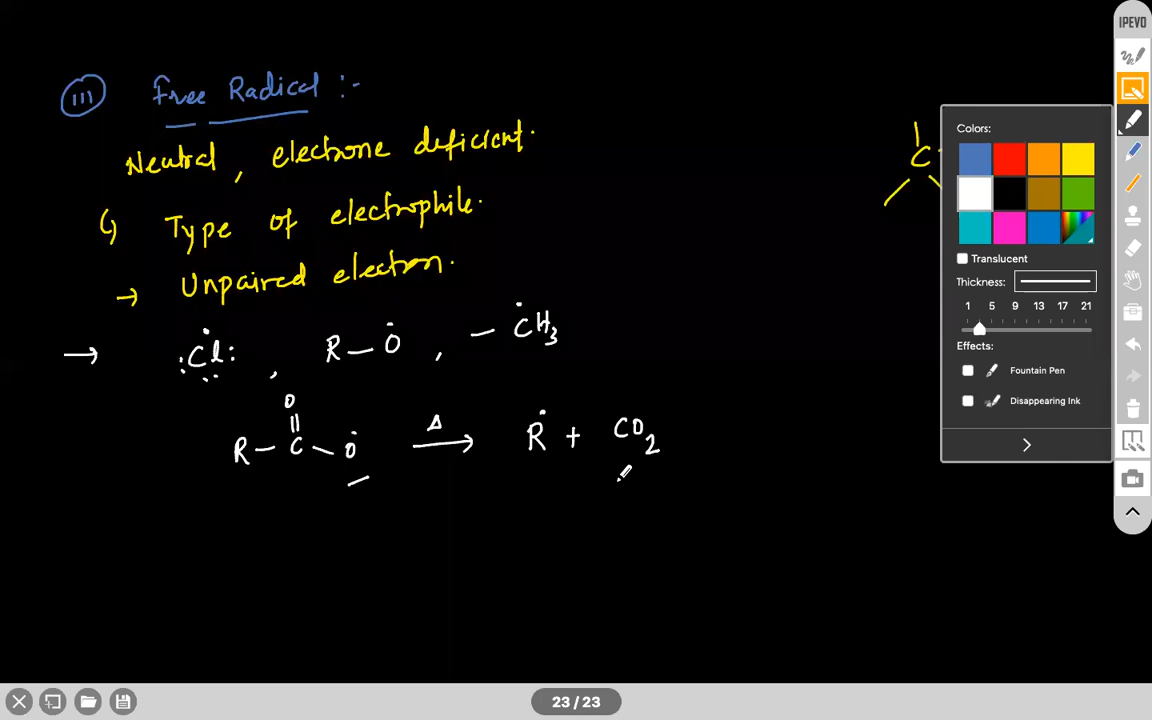 (III) Free Radical :-
Neutral, electrone deficient.
Type of electrophile.
→ Unpaired electron.
→ :Cl: , R—O , —CH3
O
R—C—O Δ → R + CO2
C
IPEVO
Colors:
Translucent
Thickness:
1 5 9 13 17 21
Effects:
Fountain Pen
Disappearing Ink
23 / 23